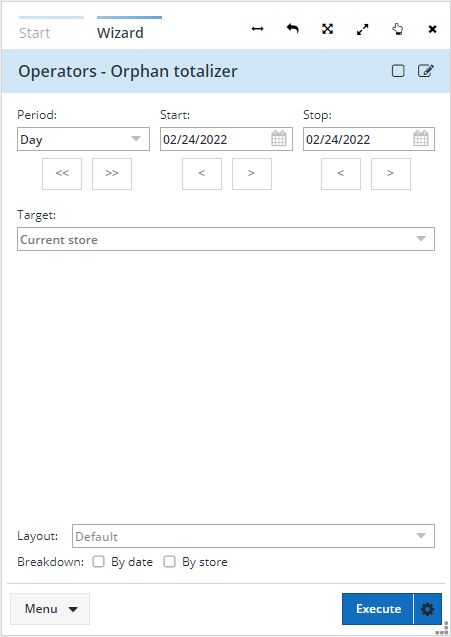 Start Wizard
Operators - Orphan totalizer
Period: Start: Stop:
Day 02/24/2022 02/24/2022
<< >> < > < >
Target:
Current store
Layout: Default
Breakdown: By date By store
Menu Execute